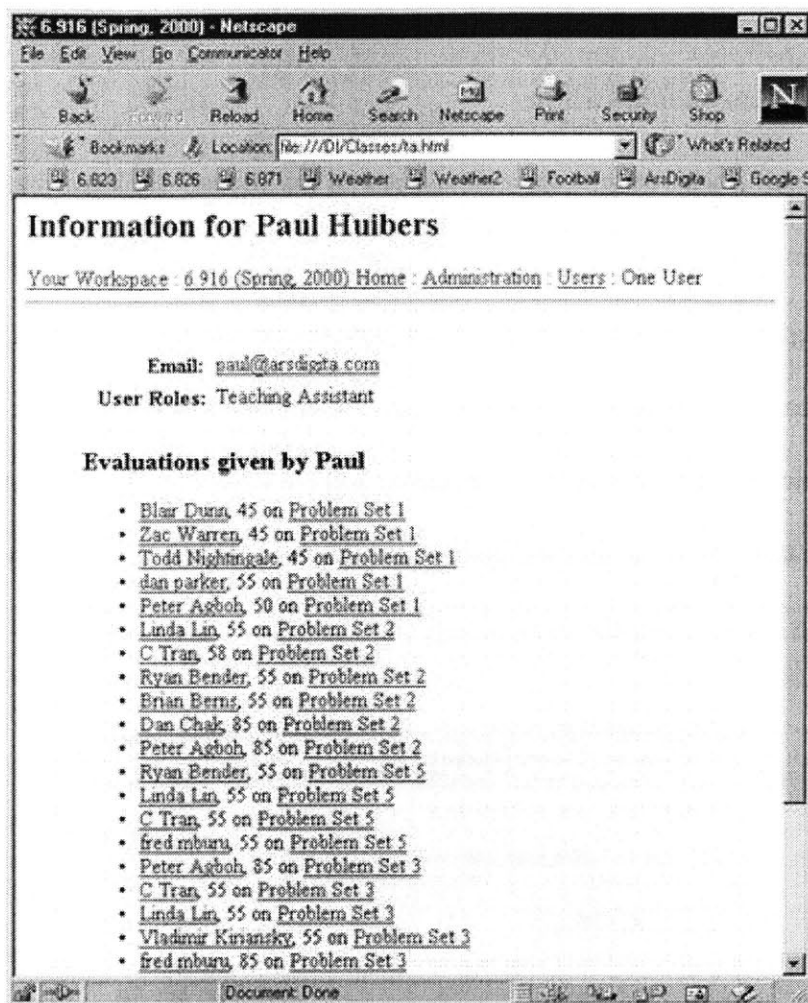 6.916 (Spring, 2000) - Netscape
File Edit View Go Communicator Help
Back Forward Reload Home Search Netscape Print Security Shop N
Bookmarks Location: file:///D|/Classes/ta.html What's Related
6.823 6.826 6.871 Weather Weather2 Football ArsDigita Google S
Information for Paul Huibers
Your Workspace : 6.916 (Spring, 2000) Home : Administration : Users : One User
Email: paul@arsdigita.com
User Roles: Teaching Assistant
Evaluations given by Paul
• Blair Dunn, 45 on Problem Set 1
• Zac Warren, 45 on Problem Set 1
• Todd Nightingale, 45 on Problem Set 1
• dan parker, 55 on Problem Set 1
• Peter Agboh, 50 on Problem Set 1
• Linda Lin, 55 on Problem Set 2
• C Tran, 58 on Problem Set 2
• Ryan Bender, 55 on Problem Set 2
• Brian Berns, 55 on Problem Set 2
• Dan Chak, 85 on Problem Set 2
• Peter Agboh, 85 on Problem Set 2
• Ryan Bender, 55 on Problem Set 5
• Linda Lin, 55 on Problem Set 5
• C Tran, 55 on Problem Set 5
• fred mburu, 55 on Problem Set 5
• Peter Agboh, 85 on Problem Set 3
• C Tran, 55 on Problem Set 3
• Linda Lin, 55 on Problem Set 3
• Vladimir Kiriansky, 55 on Problem Set 3
• fred mburu, 85 on Problem Set 3
Document: Done